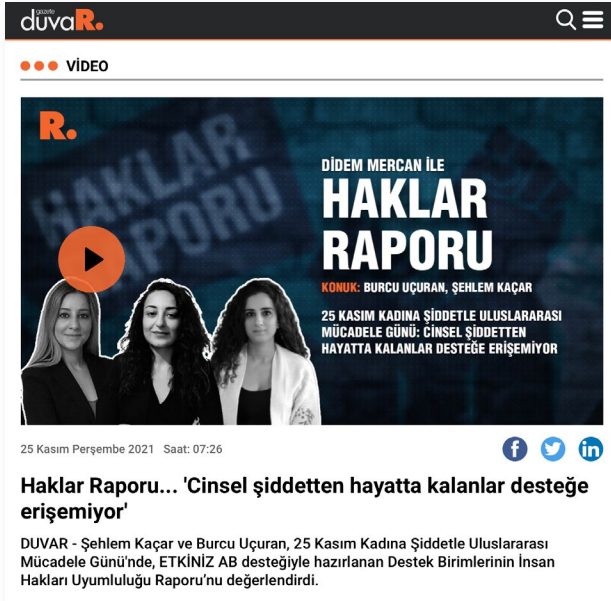 gazete
duvaR.
VİDEO
R.
HAKLAR
RAPORU
DİDEM MERCAN İLE
HAKLAR
RAPORU
KONUK: BURCU UÇURAN, ŞEHLEM KAÇAR
25 KASIM KADINA ŞİDDETLE ULUSLARARASI
MÜCADELE GÜNÜ: CİNSEL ŞİDDETTEN
HAYATTA KALANLAR DESTEĞE ERİŞEMİYOR
25 Kasım Perşembe 2021 Saat: 07:26
f
in
Haklar Raporu... 'Cinsel şiddetten hayatta kalanlar desteğe
erişemiyor'
DUVAR - Şehlem Kaçar ve Burcu Uçuran, 25 Kasım Kadına Şiddetle Uluslararası
Mücadele Günü'nde, ETKİNİZ AB desteğiyle hazırlanan Destek Birimlerinin İnsan
Hakları Uyumluluğu Raporu’nu değerlendirdi.